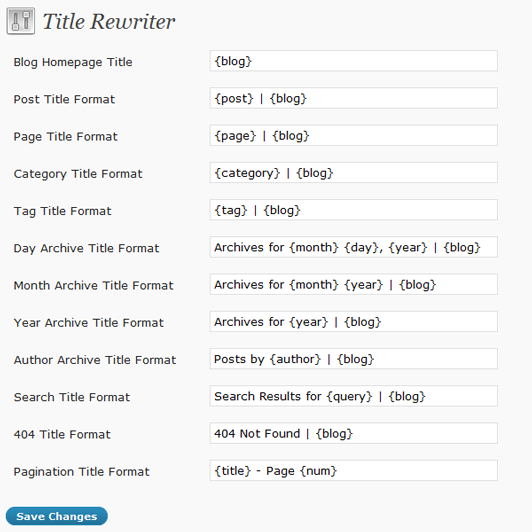 Title Rewriter
Blog Homepage Title {blog}
Post Title Format {post} | {blog}
Page Title Format {page} | {blog}
Category Title Format {category} | {blog}
Tag Title Format {tag} | {blog}
Day Archive Title Format Archives for {month} {day}, {year} | {blog}
Month Archive Title Format Archives for {month} {year} | {blog}
Year Archive Title Format Archives for {year} | {blog}
Author Archive Title Format Posts by {author} | {blog}
Search Title Format Search Results for {query} | {blog}
404 Title Format 404 Not Found | {blog}
Pagination Title Format {title} - Page {num}
Save Changes